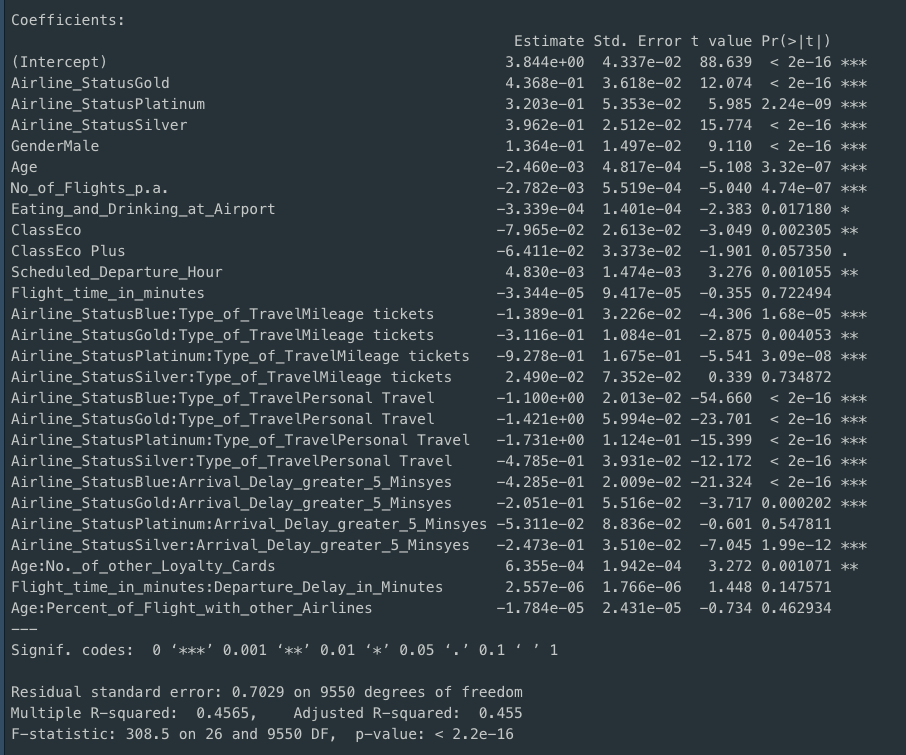 Coefficients:
Estimate Std. Error t value Pr(>|t|)
(Intercept) 3.844e+00 4.337e-02 88.639 < 2e-16 ***
Airline_StatusGold 4.368e-01 3.618e-02 12.074 < 2e-16 ***
Airline_StatusPlatinum 3.203e-01 5.353e-02 5.985 2.24e-09 ***
Airline_StatusSilver 3.962e-01 2.512e-02 15.774 < 2e-16 ***
GenderMale 1.364e-01 1.497e-02 9.110 < 2e-16 ***
Age -2.460e-03 4.817e-04 -5.108 3.32e-07 ***
No_of_Flights_p.a. -2.782e-03 5.519e-04 -5.040 4.74e-07 ***
Eating_and_Drinking_at_Airport -3.339e-04 1.401e-04 -2.383 0.017180 *
ClassEco -7.965e-02 2.613e-02 -3.049 0.002305 **
ClassEco Plus -6.411e-02 3.373e-02 -1.901 0.057350 .
Scheduled_Departure_Hour 4.830e-03 1.474e-03 3.276 0.001055 **
Flight_time_in_minutes -3.344e-05 9.417e-05 -0.355 0.722494
Airline_StatusBlue:Type_of_TravelMileage tickets -1.389e-01 3.226e-02 -4.306 1.68e-05 ***
Airline_StatusGold:Type_of_TravelMileage tickets -3.116e-01 1.084e-01 -2.875 0.004053 **
Airline_StatusPlatinum:Type_of_TravelMileage tickets -9.278e-01 1.675e-01 -5.541 3.09e-08 ***
Airline_StatusSilver:Type_of_TravelMileage tickets 2.490e-02 7.352e-02 0.339 0.734872
Airline_StatusBlue:Type_of_TravelPersonal Travel -1.100e+00 2.013e-02 -54.660 < 2e-16 ***
Airline_StatusGold:Type_of_TravelPersonal Travel -1.421e+00 5.994e-02 -23.701 < 2e-16 ***
Airline_StatusPlatinum:Type_of_TravelPersonal Travel -1.731e+00 1.124e-01 -15.399 < 2e-16 ***
Airline_StatusSilver:Type_of_TravelPersonal Travel -4.785e-01 3.931e-02 -12.172 < 2e-16 ***
Airline_StatusBlue:Arrival_Delay_greater_5_Minsyes -4.285e-01 2.009e-02 -21.324 < 2e-16 ***
Airline_StatusGold:Arrival_Delay_greater_5_Minsyes -2.051e-01 5.516e-02 -3.717 0.000202 ***
Airline_StatusPlatinum:Arrival_Delay_greater_5_Minsyes -5.311e-02 8.836e-02 -0.601 0.547811
Airline_StatusSilver:Arrival_Delay_greater_5_Minsyes -2.473e-01 3.510e-02 -7.045 1.99e-12 ***
Age:No._of_other_Loyalty_Cards 6.355e-04 1.942e-04 3.272 0.001071 **
Flight_time_in_minutes:Departure_Delay_in_Minutes 2.557e-06 1.766e-06 1.448 0.147571
Age:Percent_of_Flight_with_other_Airlines -1.784e-05 2.431e-05 -0.734 0.462934
---
Signif. codes: 0 ‘***’ 0.001 ‘**’ 0.01 ‘*’ 0.05 ‘.’ 0.1 ‘ ’ 1
Residual standard error: 0.7029 on 9550 degrees of freedom
Multiple R-squared: 0.4565, Adjusted R-squared: 0.455
F-statistic: 308.5 on 26 and 9550 DF, p-value: < 2.2e-16